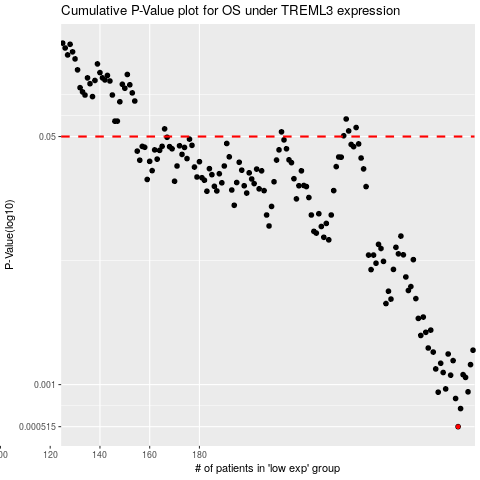 Cumulative P-Value plot for OS under TREML3 expression
P-Value(log10)
0.05
0.001
0.000515
00 120 140 160 180
# of patients in 'low exp' group